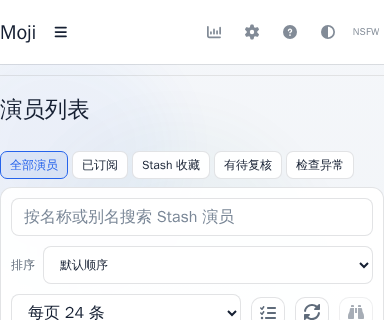 Moji NSFW
演员列表
全部演员 已订阅 Stash 收藏 有待复核 检查异常
按名称或别名搜索 Stash 演员
排序 默认顺序
每页 24 条